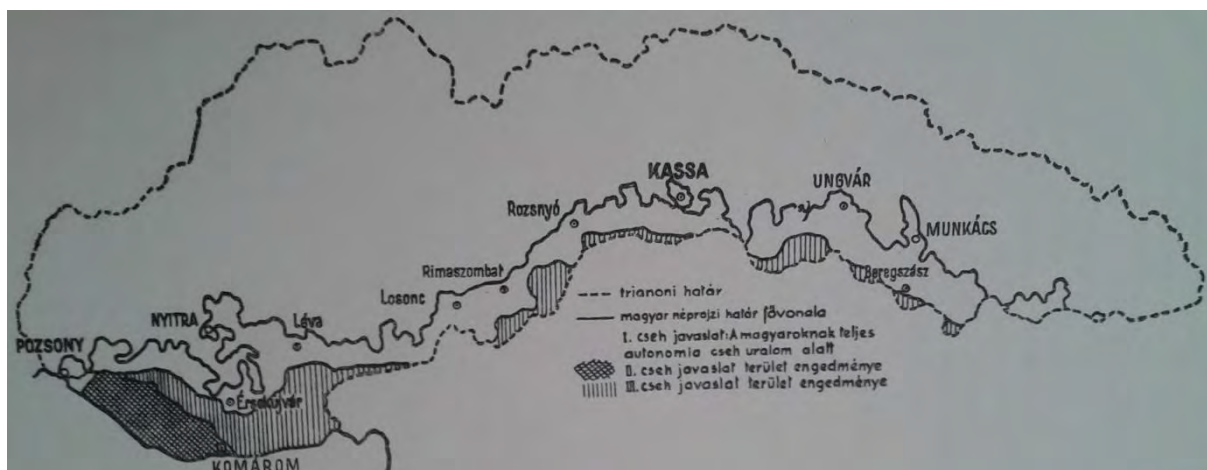 KASSA
UNGVÁR
Rozsnyó
MUNKÁCS
Rimaszombat
Beregszász
Losonc
NYITRA
Léva
POZSONY
Érsekujvár
KOMÁROM
trianoni határ
magyar néprajzi határ fővonala
I. cseh javaslat: A magyaroknak teljes
autonomia cseh uralom alatt
II. cseh javaslat terület engedménye
III. cseh javaslat terület engedménye